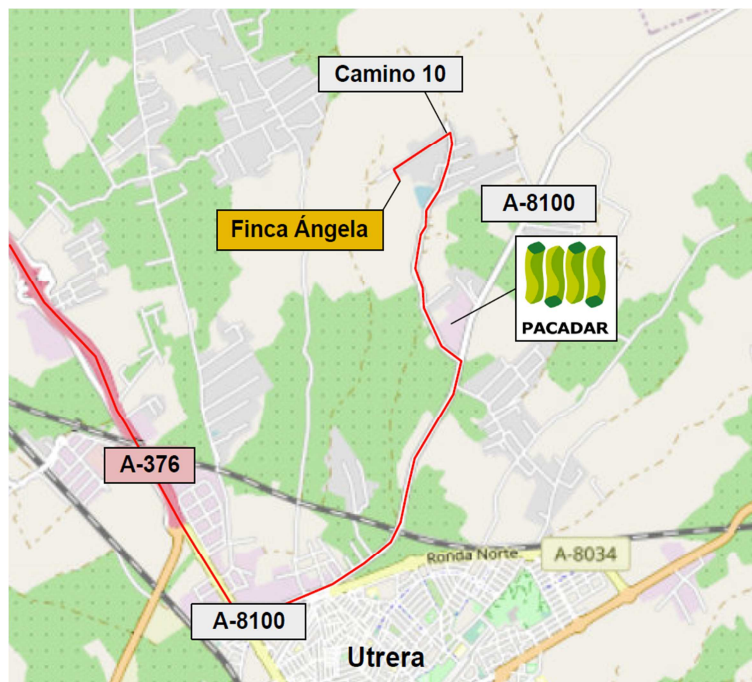 Camino 10
A-8100
Finca Ángela
PACADAR
A-376
Ronda Norte
A-8034
A-8100
Utrera